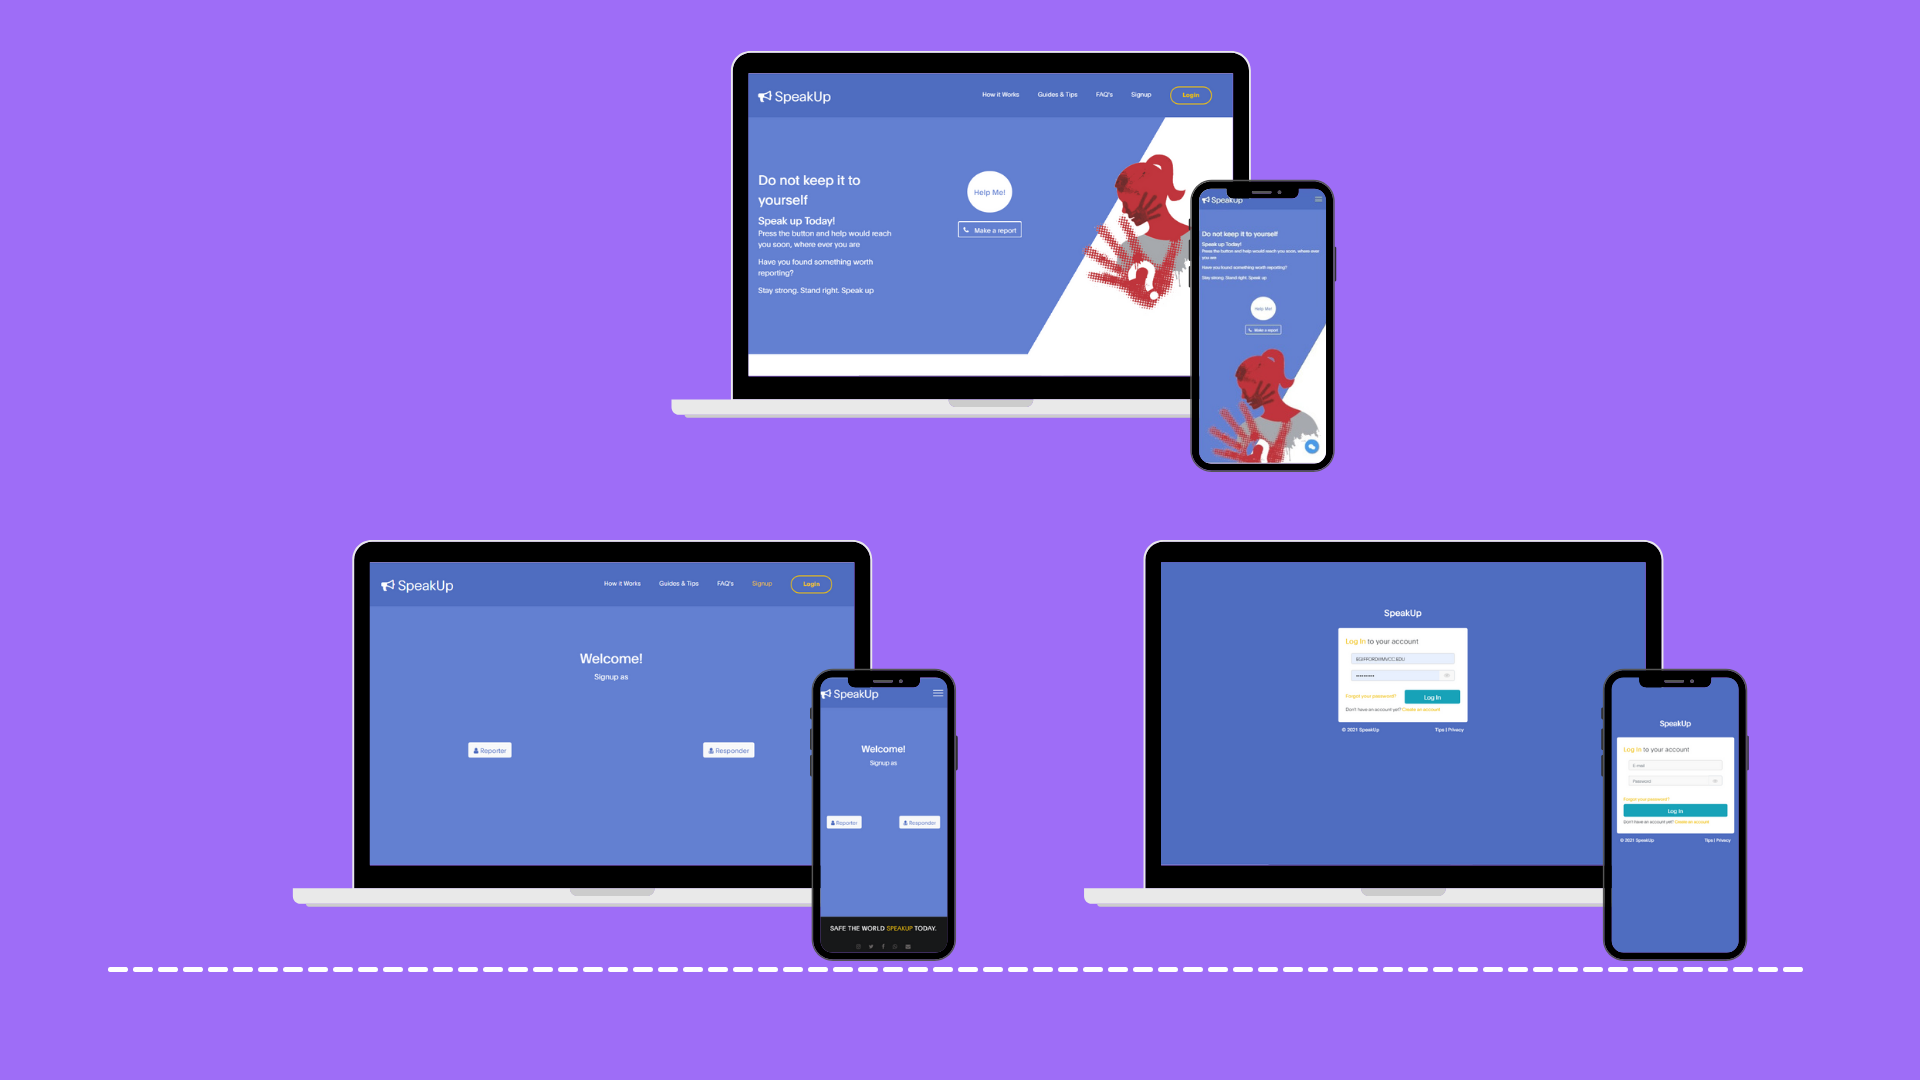 SpeakUp
How it Works
Guides & Tips
FAQ's
Signup
Login
Do not keep it to
yourself
Speak up Today!
Press the button and help would reach
you soon, where ever you are
Have you found something worth
reporting?
Stay strong. Stand right. Speak up
Help Me!
Make a report
?
SpeakUp
Do not keep it to yourself
Speak up Today!
Press the button and help would reach you soon, where ever
you are
Have you found something worth reporting?
Stay strong. Stand right. Speak up
Help Me!
Make a report
?
SpeakUp
How it Works
Guides & Tips
FAQ's
Signup
Login
Welcome!
Signup as
Reporter
Responder
SpeakUp
Welcome!
Signup as
Reporter
Responder
SAFE THE WORLD SPEAKUP TODAY.
SpeakUp
Log In to your account
Forgot your password?
Log In
Don't have an account yet? Create an account
© 2021 SpeakUp
Tips | Privacy
SpeakUp
Log In to your account
E-mail
Password
Forgot your password?
Log In
Don't have an account yet? Create an account
© 2021 SpeakUp
Tips | Privacy